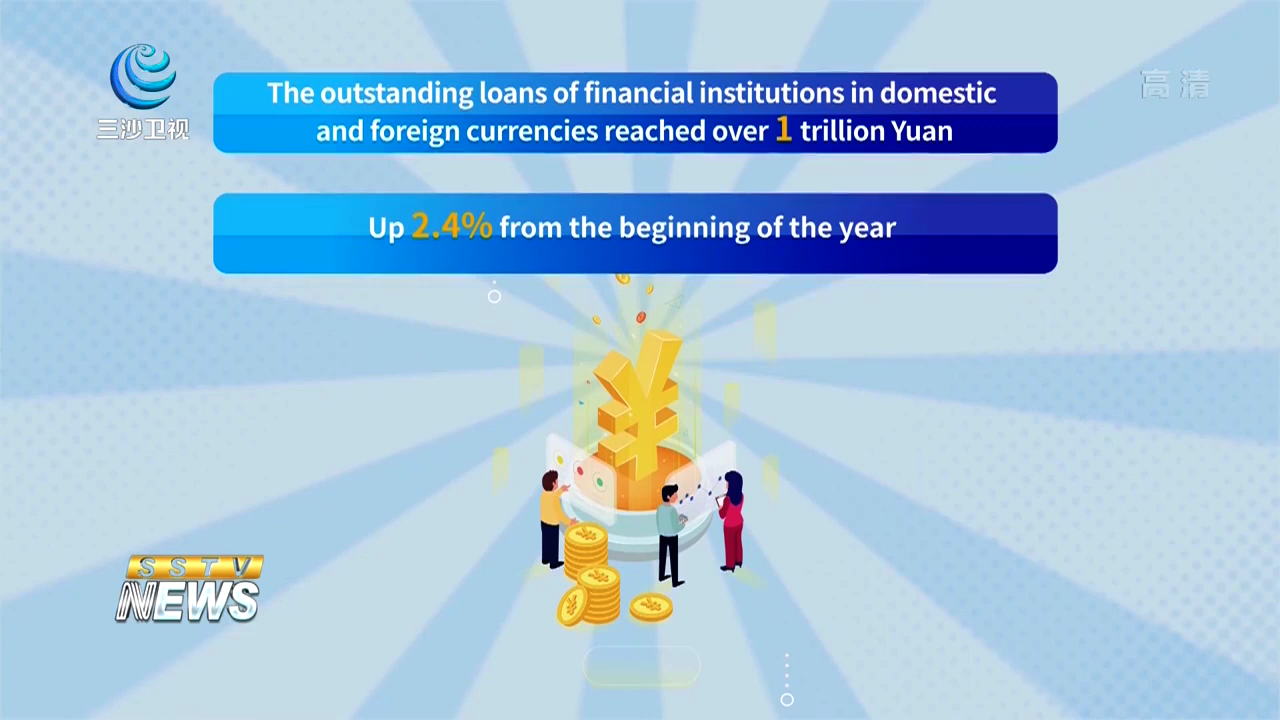 The outstanding loans of financial institutions in domestic
and foreign currencies reached over 1 trillion Yuan
三沙卫视
高清
Up 2.4% from the beginning of the year
SSTV
NEWS